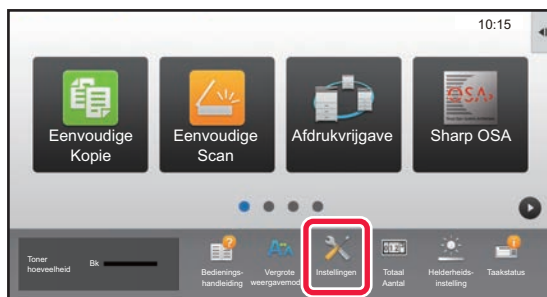 10:15
Eenvoudige
Kopie
Eenvoudige
Scan
Afdrukvrijgave
OSA
Sharp OSA
Toner
hoeveelheid
Bk
Bedienings-
handleiding
Vergrote
weergavemod
Instellingen
Totaal
Aantal
Helderheids-
instelling
Taakstatus